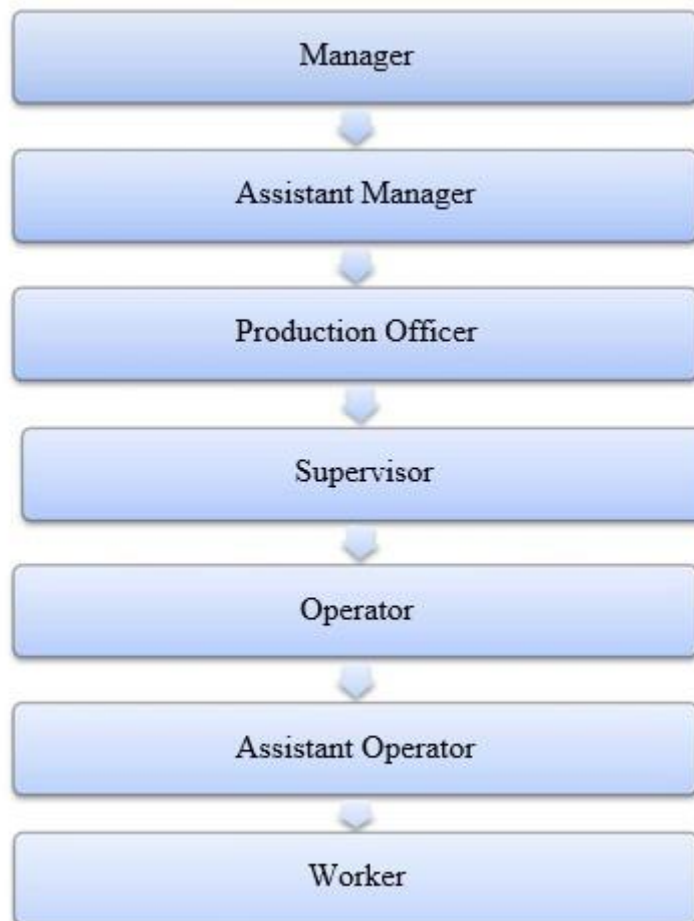 Manager
Assistant Manager
Production Officer
Supervisor
Operator
Assistant Operator
Worker